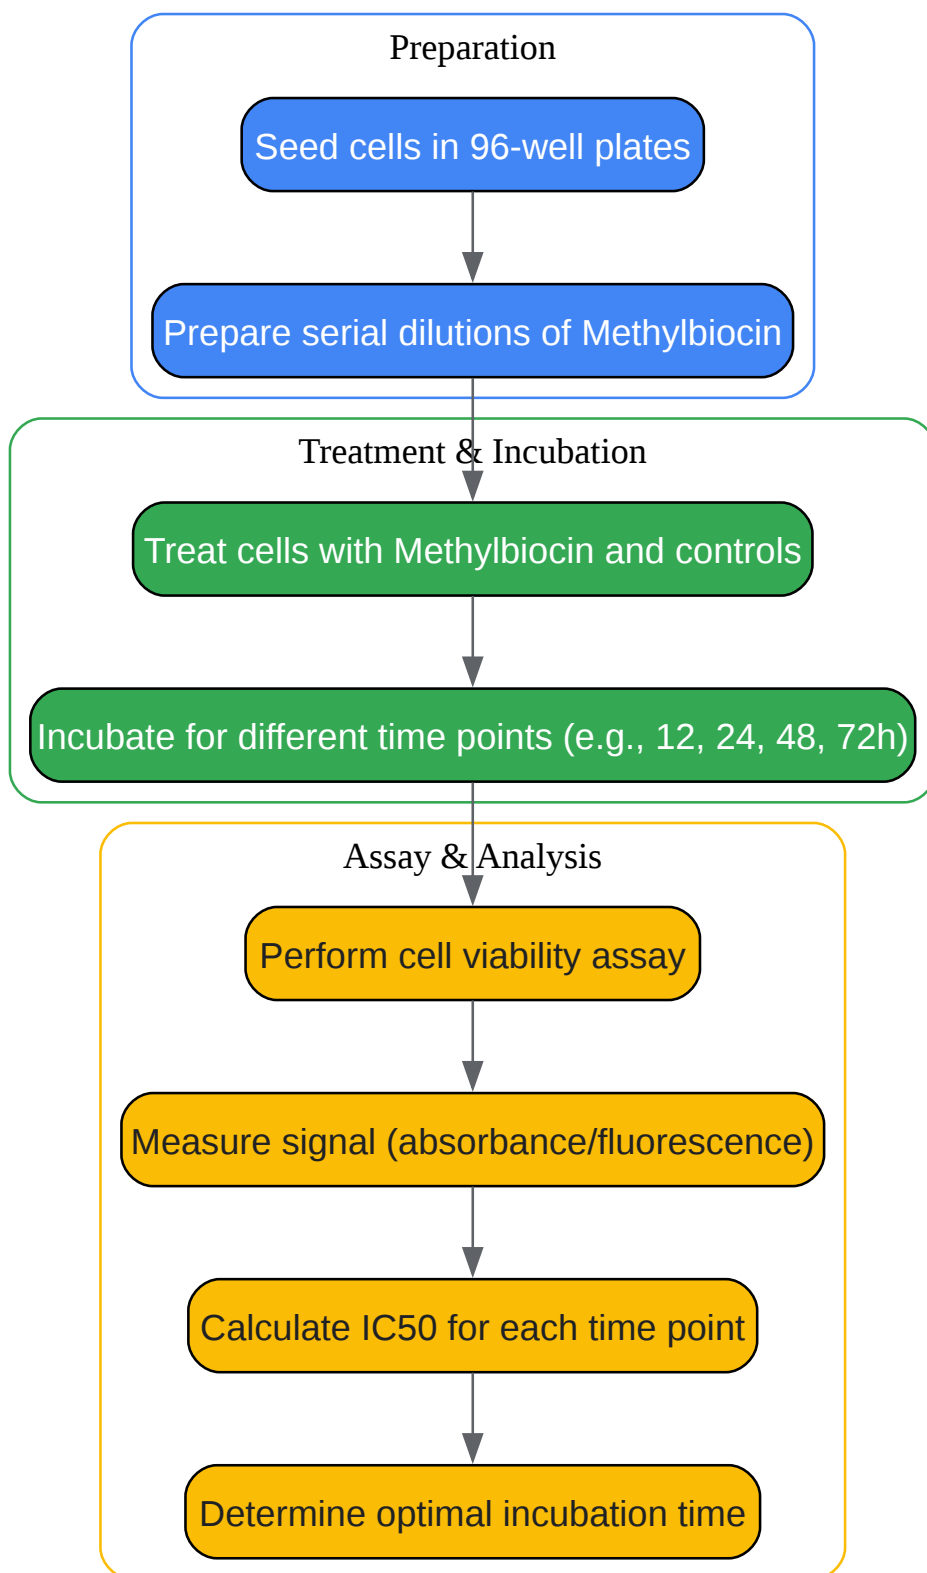 Preparation
Seed cells in 96-well plates
Prepare serial dilutions of Methylbiocin
Treatment & Incubation
Treat cells with Methylbiocin and controls
Incubate for different time points (e.g., 12, 24, 48, 72h)
Assay & Analysis
Perform cell viability assay
Measure signal (absorbance/fluorescence)
Calculate IC50 for each time point
Determine optimal incubation time